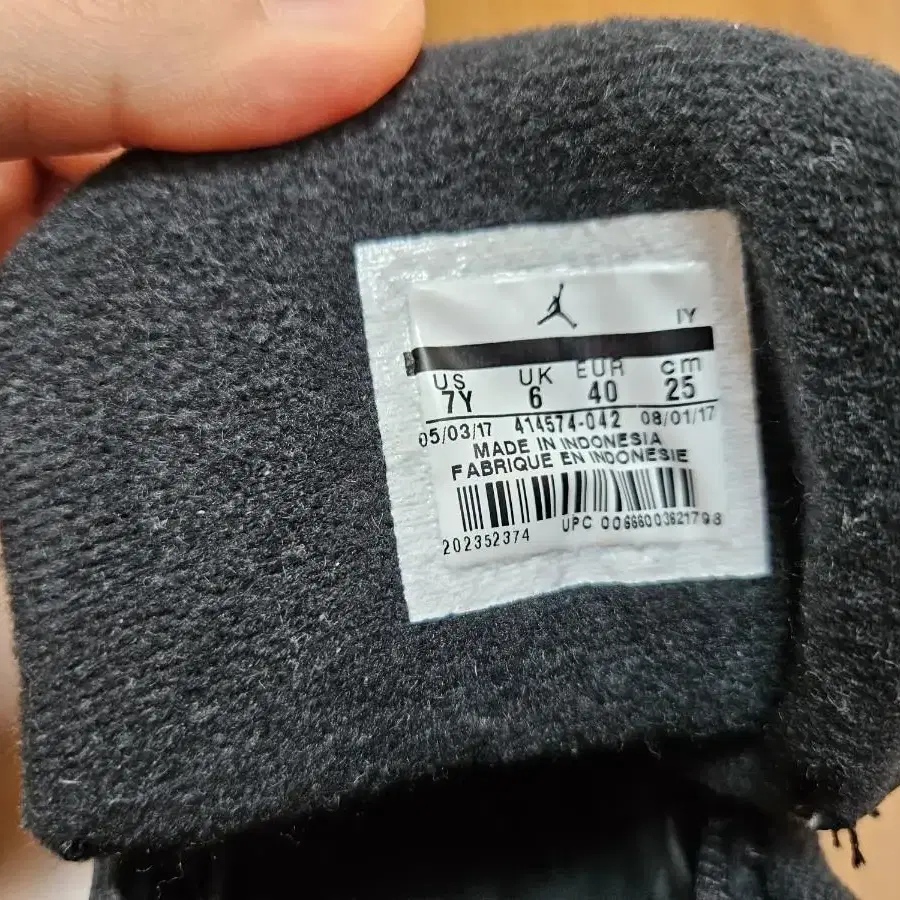 IY
US UK EUR cm
7Y 6 40 25
05/03/17 414574-042 08/01/17
MADE IN INDONESIA
FABRIQUE EN INDONESIE
202352374 UPC 00666003621798